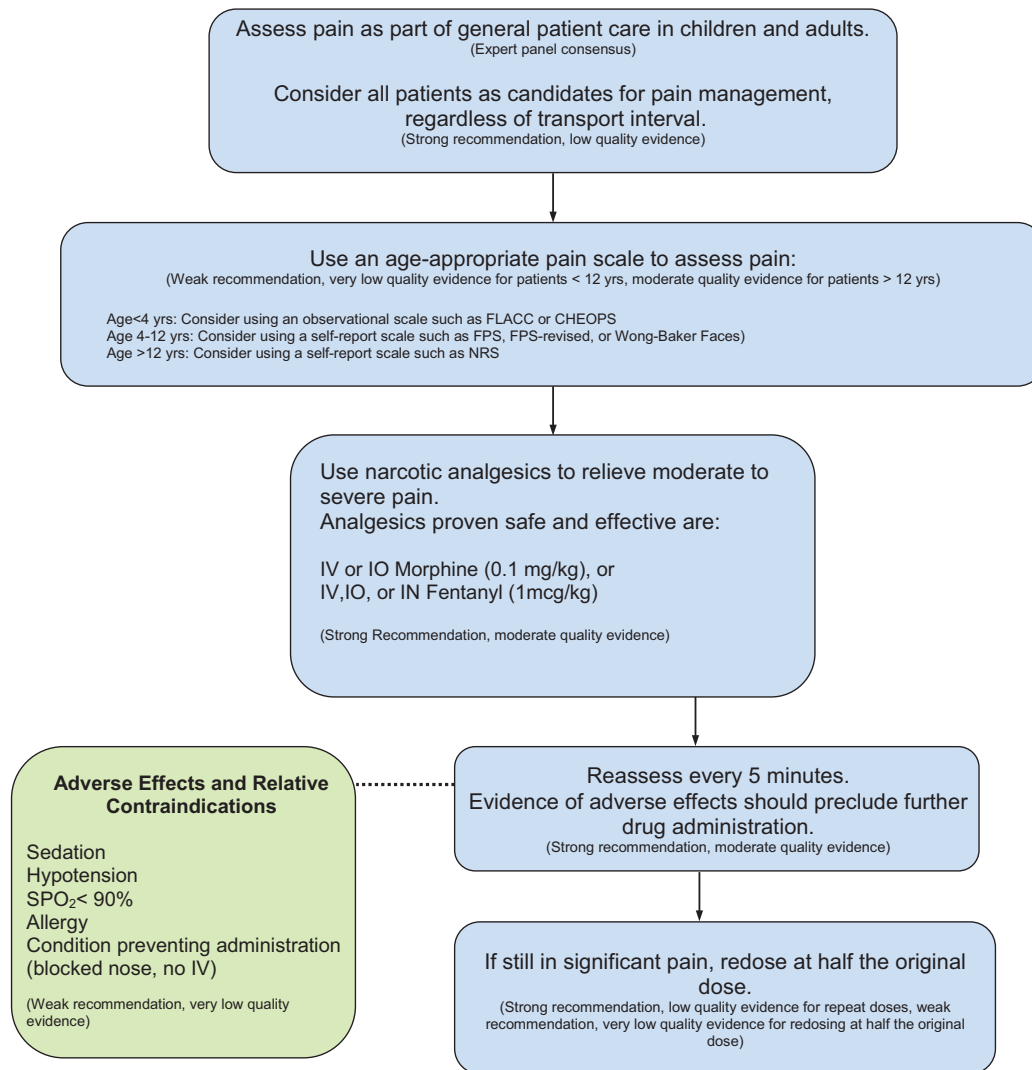 Assess pain as part of general patient care in children and adults.
(Expert panel consensus)
Consider all patients as candidates for pain management,
regardless of transport interval.
(Strong recommendation, low quality evidence)
Use an age-appropriate pain scale to assess pain:
(Weak recommendation, very low quality evidence for patients < 12 yrs, moderate quality evidence for patients > 12 yrs)
Age<4 yrs: Consider using an observational scale such as FLACC or CHEOPS
Age 4-12 yrs: Consider using a self-report scale such as FPS, FPS-revised, or Wong-Baker Faces)
Age >12 yrs: Consider using a self-report scale such as NRS
Use narcotic analgesics to relieve moderate to
severe pain.
Analgesics proven safe and effective are:
IV or IO Morphine (0.1 mg/kg), or
IV,IO, or IN Fentanyl (1mcg/kg)
(Strong Recommendation, moderate quality evidence)
Reassess every 5 minutes.
Evidence of adverse effects should preclude further
drug administration.
(Strong recommendation, moderate quality evidence)
Adverse Effects and Relative
Contraindications
Sedation
Hypotension
SPO₂< 90%
Allergy
Condition preventing administration
(blocked nose, no IV)
(Weak recommendation, very low quality
evidence)
If still in significant pain, redose at half the original
dose.
(Strong recommendation, low quality evidence for repeat doses, weak
recommendation, very low quality evidence for redosing at half the original
dose)